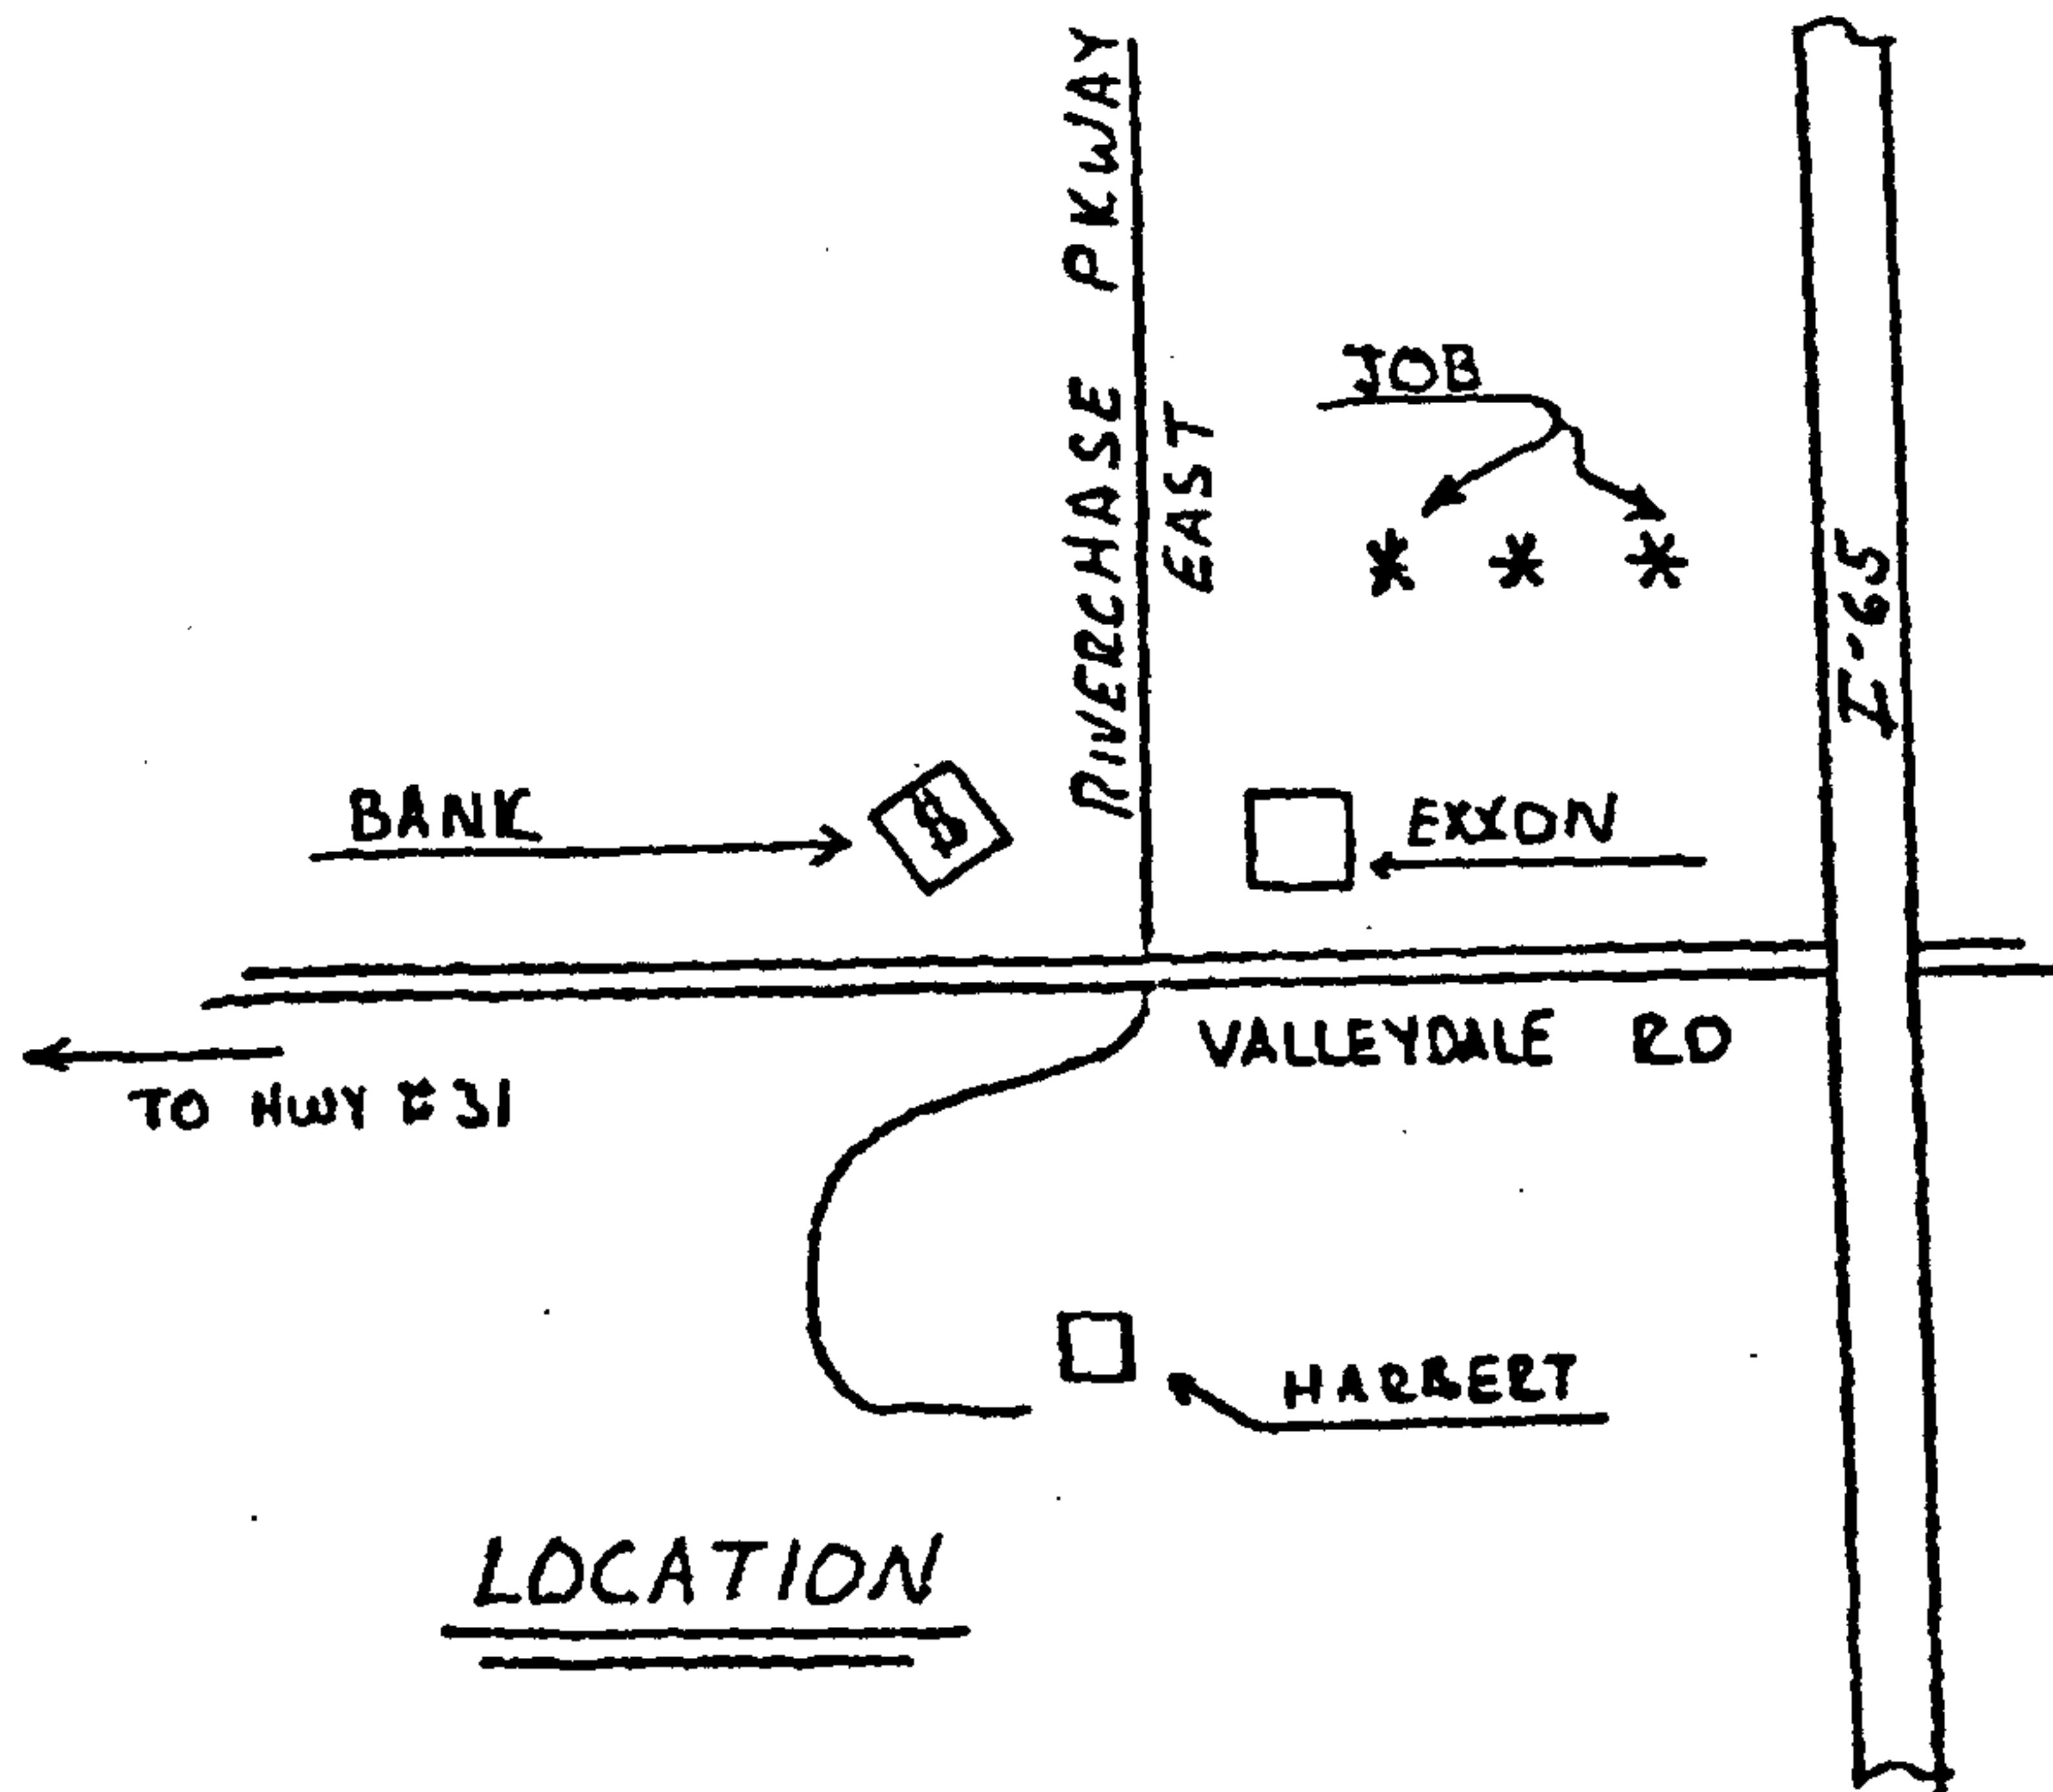 RIVERCHASE PKWAY
EAST
JOB
* * *
I-65
BANK
B
EXXON
VALLEYDALE RD
TO HWY # 31
HARBERT
LOCATION